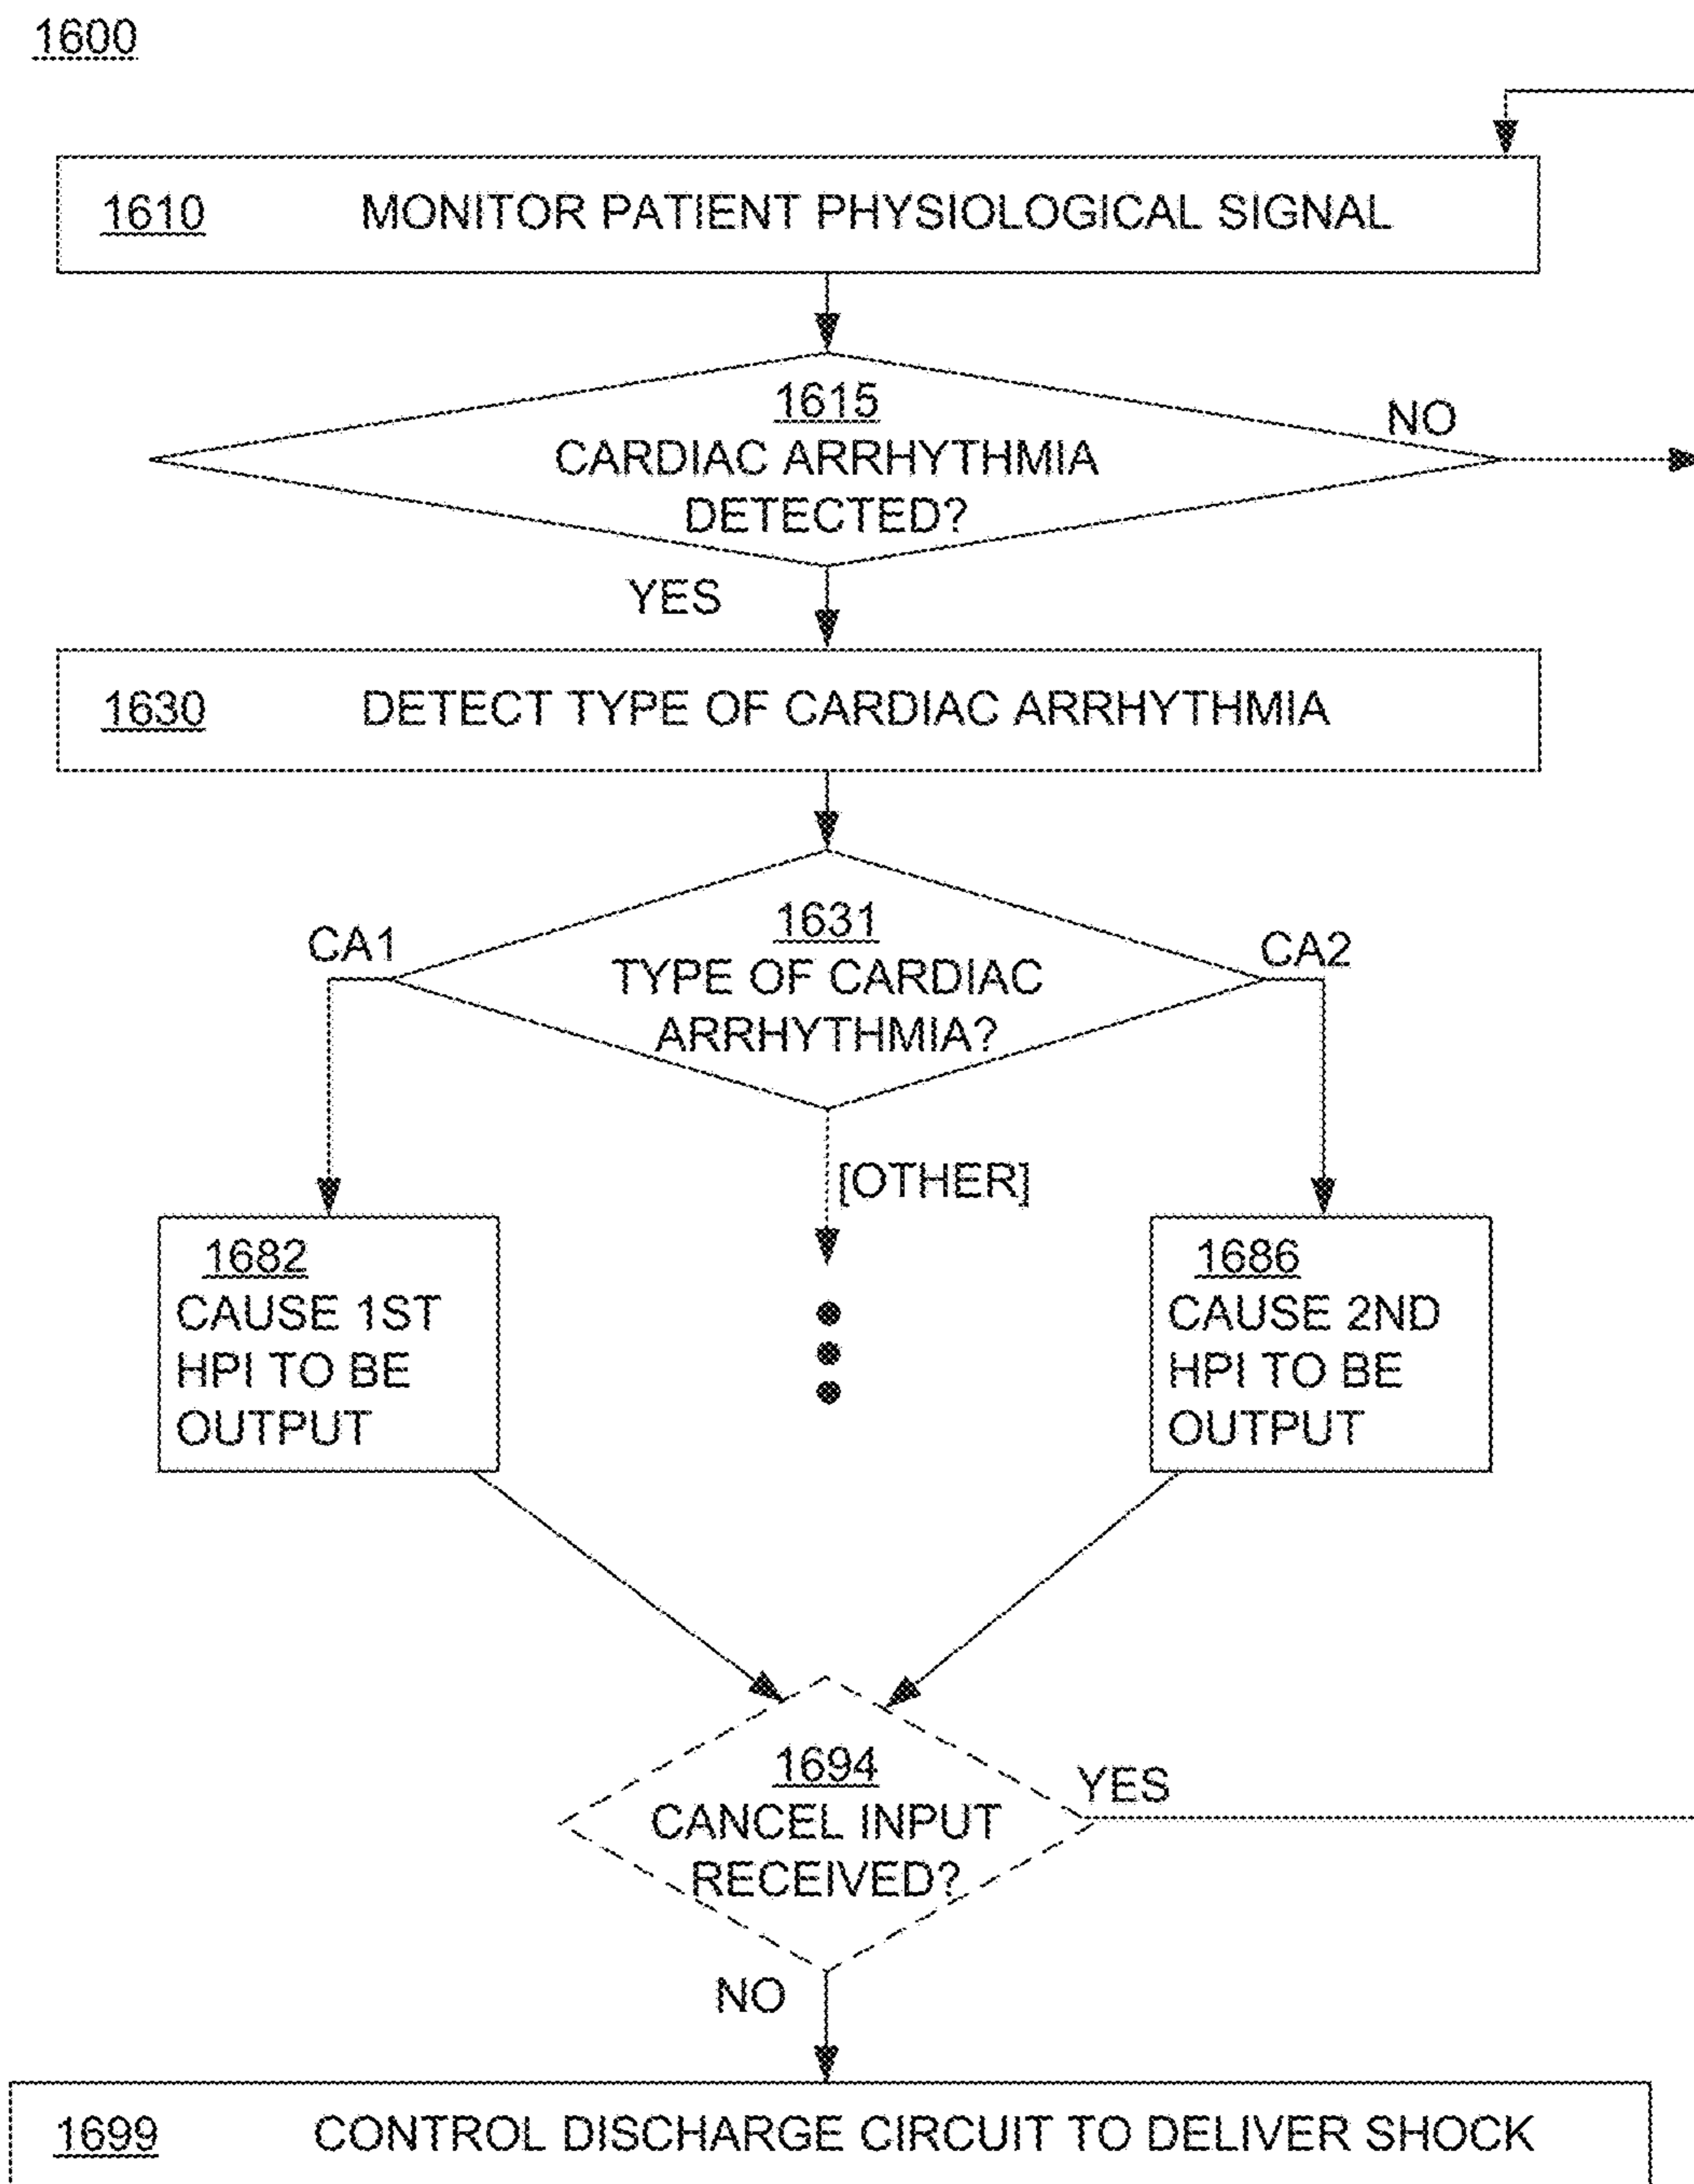 1600
1610 MONITOR PATIENT PHYSIOLOGICAL SIGNAL
1615
CARDIAC ARRHYTHMIA
DETECTED?
NO
YES
1630 DETECT TYPE OF CARDIAC ARRHYTHMIA
1631
TYPE OF CARDIAC
ARRHYTHMIA?
CA1
CA2
[OTHER]
1682
CAUSE 1ST
HPI TO BE
OUTPUT
1686
CAUSE 2ND
HPI TO BE
OUTPUT
1694
CANCEL INPUT
RECEIVED?
YES
NO
1699 CONTROL DISCHARGE CIRCUIT TO DELIVER SHOCK